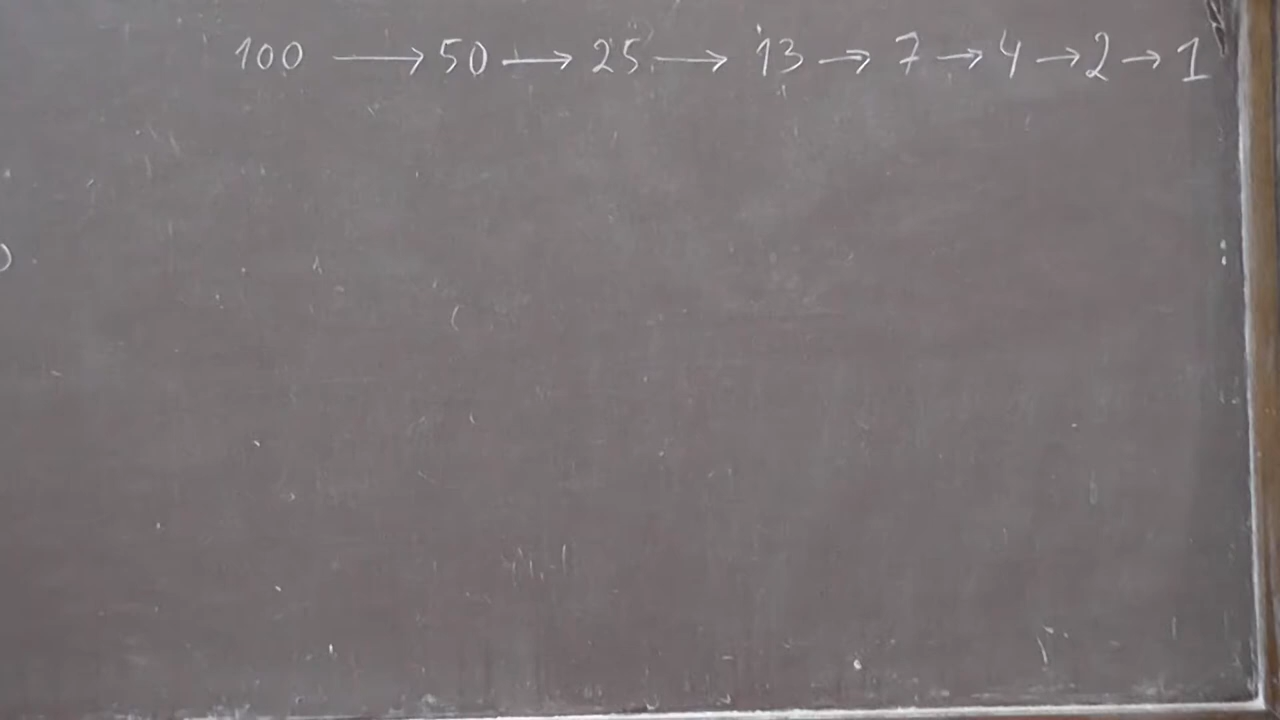 100 → 50 → 25 → 13 → 7 → 4 → 2 → 1